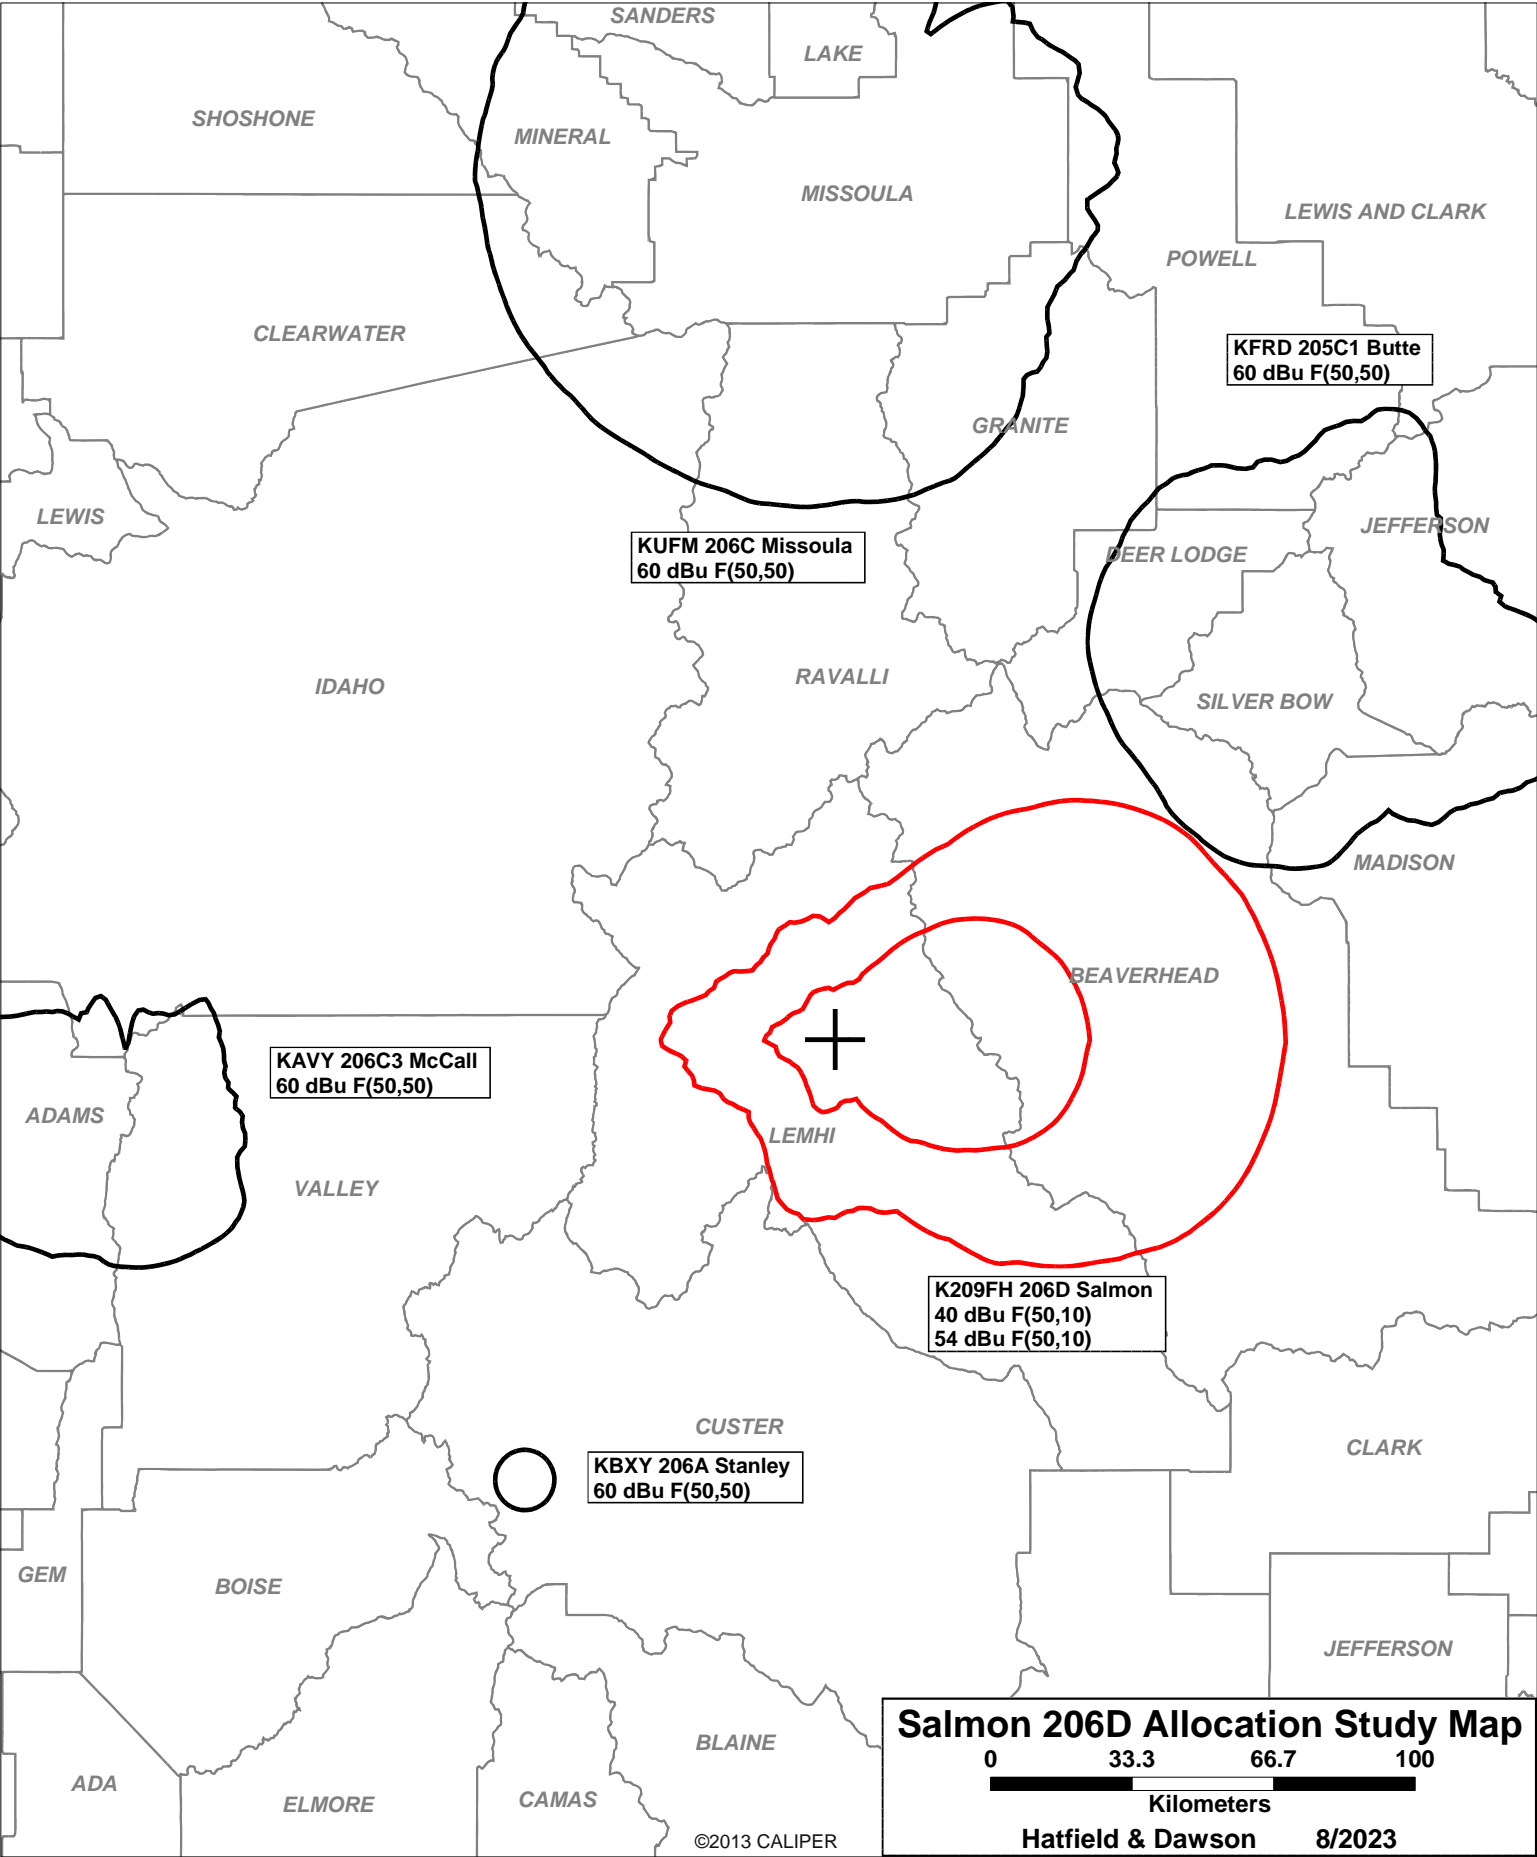 SANDERS
LAKE
SHOSHONE
MINERAL
MISSOULA
LEWIS AND CLARK
POWELL
CLEARWATER
KFRD 205C1 Butte
60 dBu F(50,50)
GRANITE
LEWIS
JEFFERSON
KUFM 206C Missoula
60 dBu F(50,50)
DEER LODGE
IDAHO
RAVALLI
SILVER BOW
MADISON
BEAVERHEAD
KAVY 206C3 McCall
60 dBu F(50,50)
ADAMS
LEMHI
VALLEY
K209FH 206D Salmon
40 dBu F(50,10)
54 dBu F(50,10)
CUSTER
CLARK
KBXY 206A Stanley
60 dBu F(50,50)
GEM
BOISE
JEFFERSON
Salmon 206D Allocation Study Map
0 33.3 66.7 100
Kilometers
Hatfield & Dawson 8/2023
BLAINE
ADA
ELMORE
CAMAS
©2013 CALIPER